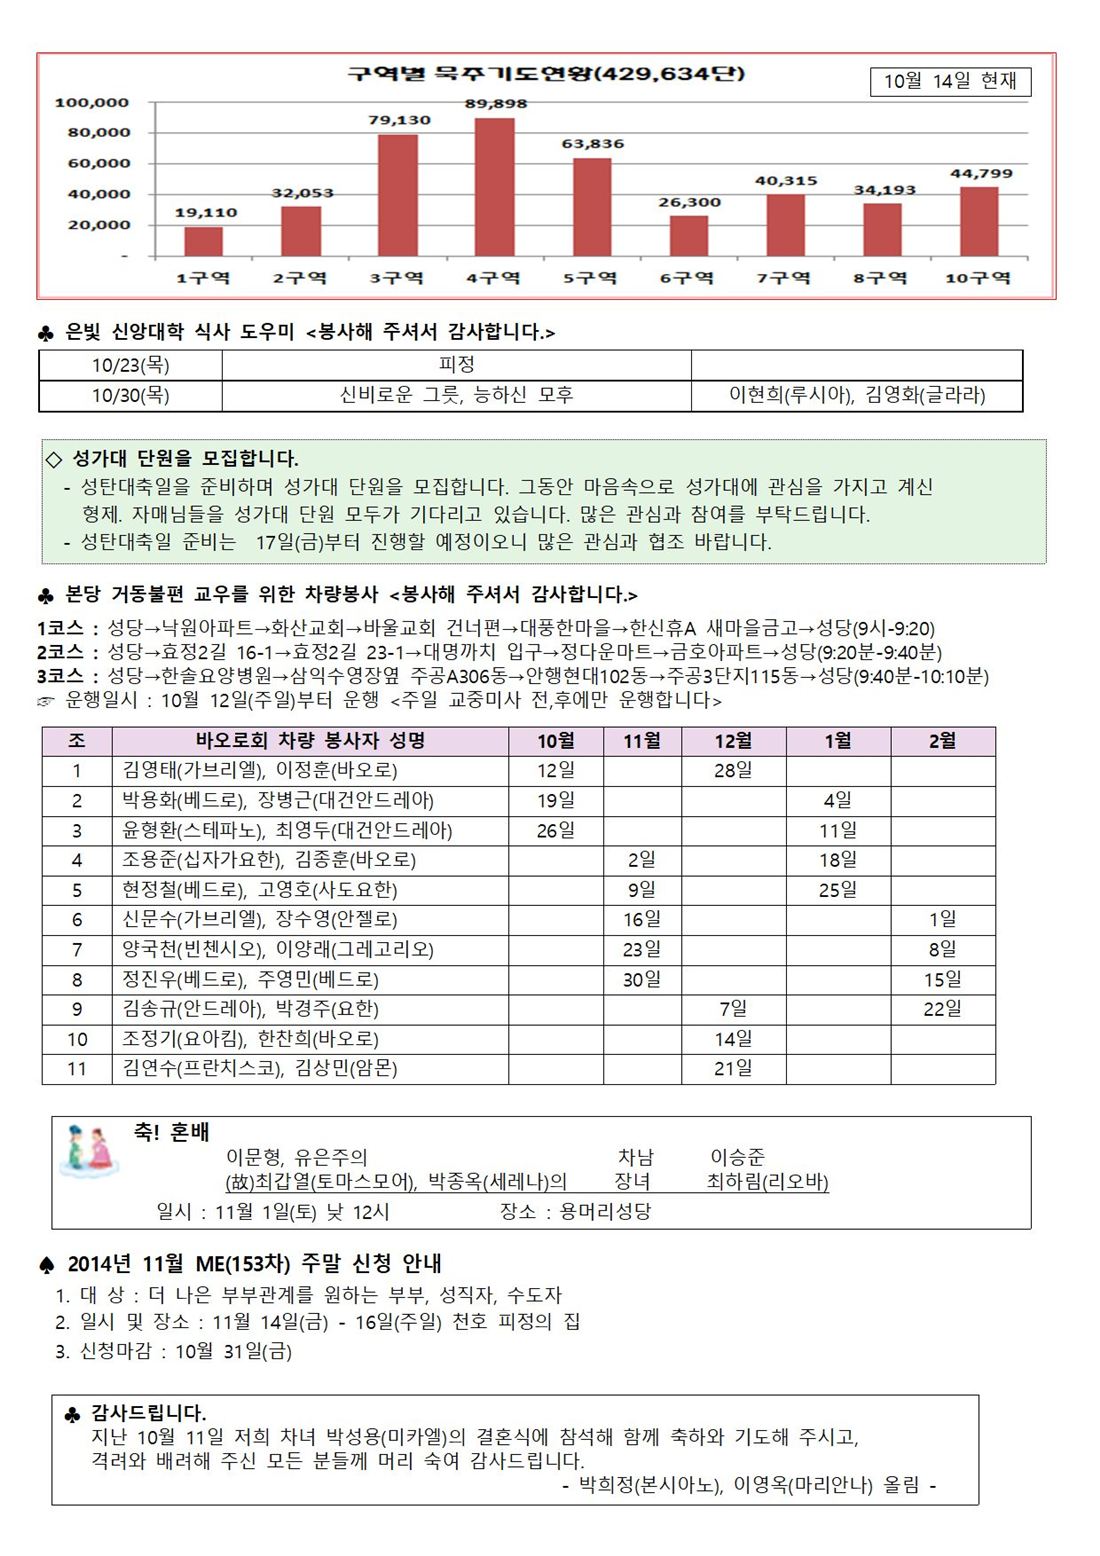 구역별 묵주기도현황(429,634단)
10월 14일 현재
100,000
80,000
60,000
40,000
20,000
-
19,110
32,053
79,130
89,898
63,836
26,300
40,315
34,193
44,799
1구역 2구역 3구역 4구역 5구역 6구역 7구역 8구역 10구역
♣ 은빛 신앙대학 식사 도우미 <봉사해 주셔서 감사합니다.>
10/23(목) 피정
10/30(목) 신비로운 그릇, 능하신 모후 이현희(루시아), 김영화(글라라)
◇ 성가대 단원을 모집합니다.
- 성탄대축일을 준비하며 성가대 단원을 모집합니다. 그동안 마음속으로 성가대에 관심을 가지고 계신
형제. 자매님들을 성가대 단원 모두가 기다리고 있습니다. 많은 관심과 참여를 부탁드립니다.
- 성탄대축일 준비는 17일(금)부터 진행할 예정이오니 많은 관심과 협조 바랍니다.
♣ 본당 거동불편 교우를 위한 차량봉사 <봉사해 주셔서 감사합니다.>
1코스 : 성당→낙원아파트→화산교회→바울교회 건너편→대풍한마을→한신휴A 새마을금고→성당(9시-9:20)
2코스 : 성당→효정2길 16-1→효정2길 23-1→대명까치 입구→정다운마트→금호아파트→성당(9:20분-9:40분)
3코스 : 성당→한솔요양병원→삼익수영장옆 주공A306동→안행현대102동→주공3단지115동→성당(9:40분-10:10분)
☞ 운행일시 : 10월 12일(주일)부터 운행 <주일 교중미사 전,후에만 운행합니다>
조 바오로회 차량 봉사자 성명 10월 11월 12월 1월 2월
1 김영태(가브리엘), 이정훈(바오로) 12일 28일
2 박용화(베드로), 장병근(대건안드레아) 19일 4일
3 윤형환(스테파노), 최영두(대건안드레아) 26일 11일
4 조용준(십자가요한), 김종훈(바오로) 2일 18일
5 현정철(베드로), 고영호(사도요한) 9일 25일
6 신문수(가브리엘), 장수영(안젤로) 16일 1일
7 양국천(빈첸시오), 이양래(그레고리오) 23일 8일
8 정진우(베드로), 주영민(베드로) 30일 15일
9 김송규(안드레아), 박경주(요한) 7일 22일
10 조정기(요아킴), 한찬희(바오로) 14일
11 김연수(프란치스코), 김상민(암몬) 21일
축! 혼배
이문형, 유은주의 차남 이승준
(故)최갑열(토마스모어), 박종옥(세레나)의 장녀 최하림(리오바)
일시 : 11월 1일(토) 낮 12시 장소 : 용머리성당
♠ 2014년 11월 ME(153차) 주말 신청 안내
1. 대 상 : 더 나은 부부관계를 원하는 부부, 성직자, 수도자
2. 일시 및 장소 : 11월 14일(금) - 16일(주일) 천호 피정의 집
3. 신청마감 : 10월 31일(금)
♣ 감사드립니다.
지난 10월 11일 저희 차녀 박성용(미카엘)의 결혼식에 참석해 함께 축하와 기도해 주시고,
격려와 배려해 주신 모든 분들께 머리 숙여 감사드립니다.
- 박희정(본시아노), 이영옥(마리안나) 올림 -